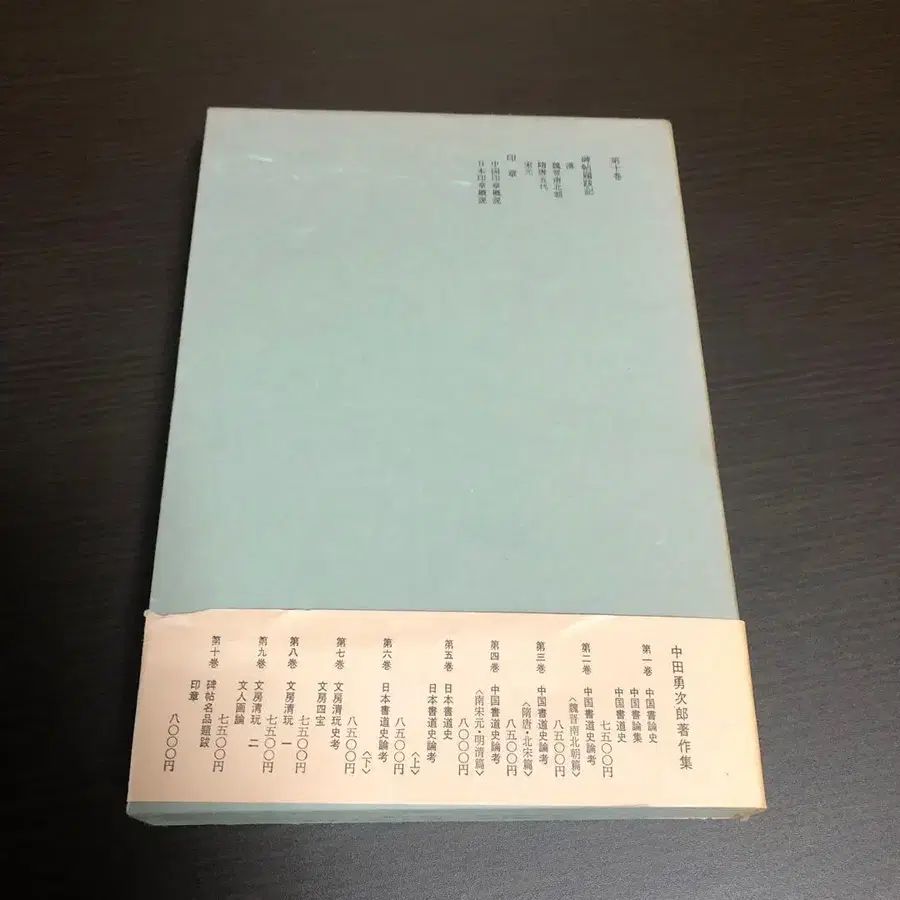 第十巻
碑帖題跋記
漢
魏晋南北朝
隋唐五代
宋元
印章
中国印章概説
日本印章概説
中田勇次郎著作集
第一巻 中国書論史
中国書論集
中国書道史
七五〇〇円
第二巻 中国書道史論考
〈魏晋南北朝篇〉
八五〇〇円
第三巻 中国書道史論考
〈隋唐・北宋篇〉
八五〇〇円
第四巻 中国書道史論考
〈南宋元・明清篇〉
八〇〇〇円
第五巻 日本書道史
日本書道史論考
〈上〉
八五〇〇円
第六巻 日本書道史論考
〈下〉
八五〇〇円
第七巻 文房清玩史考
文房四宝
七五〇〇円
第八巻 文房清玩 一
七五〇〇円
第九巻 文房清玩 二
文人画論
七五〇〇円
第十巻 碑帖名品題跋
印章
八〇〇〇円